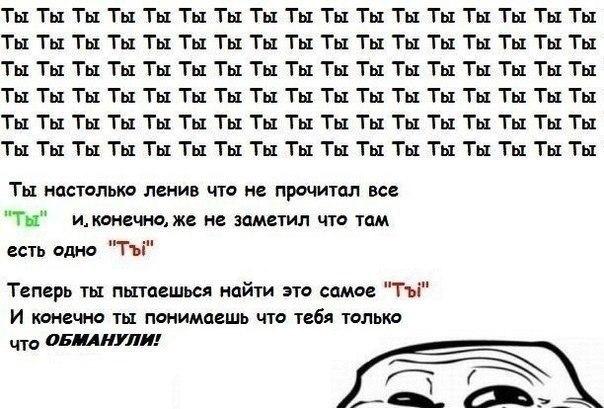 Ты Ты Ты Ты Ты Ты Ты Ты Ты Ты Ты Ты Ты Ты Ты Ты Ты
Ты Ты Ты Ты Ты Ты Ты Ты Ты Ты Ты Ты Ты Ты Ты Ты Ты
Ты Ты Ты Ты Ты Ты Ты Ты Ты Ты Ты Ты Ты Ты Ты Ты Ты
Ты Ты Ты Ты Ты Ты Ты Ты Ты Ты Ты Ты Ты Ты Ты Ты Ты
Ты Ты Ты Ты Ты Ты Ты Ты Ты Ты Ты Ты Ты Ты Ты Ты Ты
Ты Ты Ты Ты Ты Ты Ты Ты Ты Ты Ты Ты Ты Ты Ты Ты Ты
Ты настолько ленив что не прочитал все
"Ты" и, конечно, же не заметил что там
есть одно "Тъі"
Теперь ты пытаешься найти это самое "Тъі"
И конечно ты понимаешь что тебя только
что ОБМАНУЛИ!